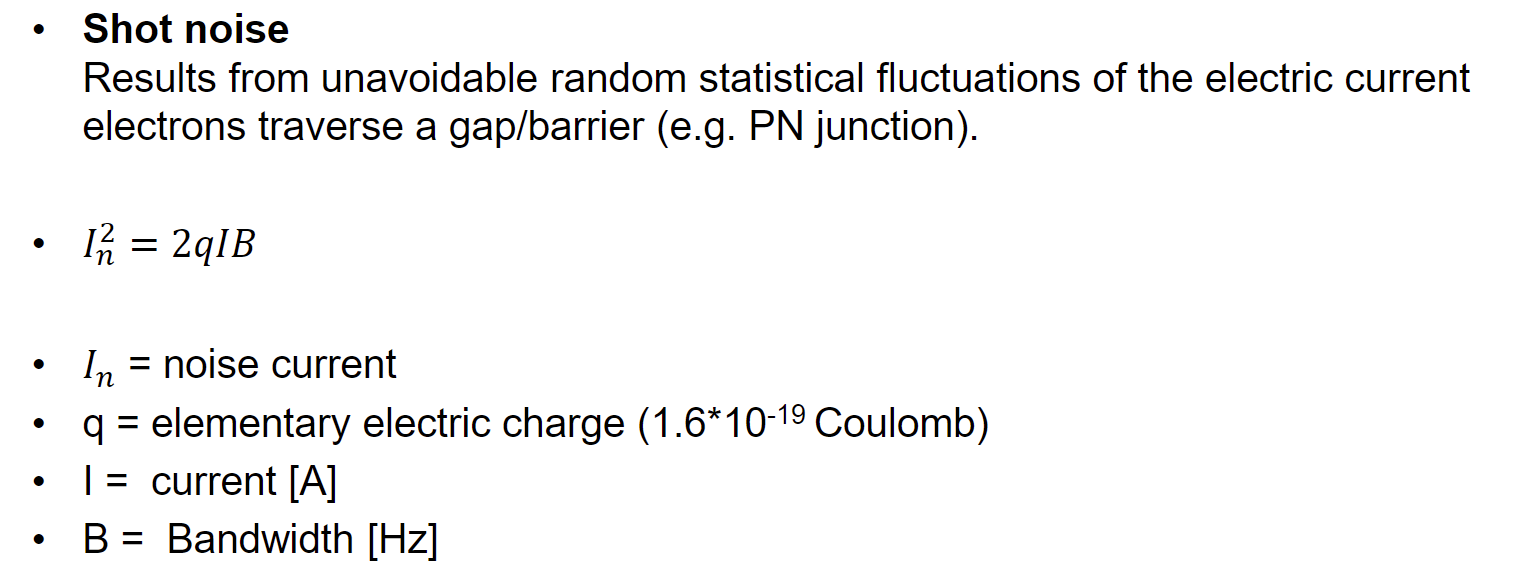 • Shot noise
Results from unavoidable random statistical fluctuations of the electric current
electrons traverse a gap/barrier (e.g. PN junction).
• $I_n^2 = 2qIB$
• $I_n$ = noise current
• q = elementary electric charge (1.6*10⁻¹⁹ Coulomb)
• I = current [A]
• B = Bandwidth [Hz]